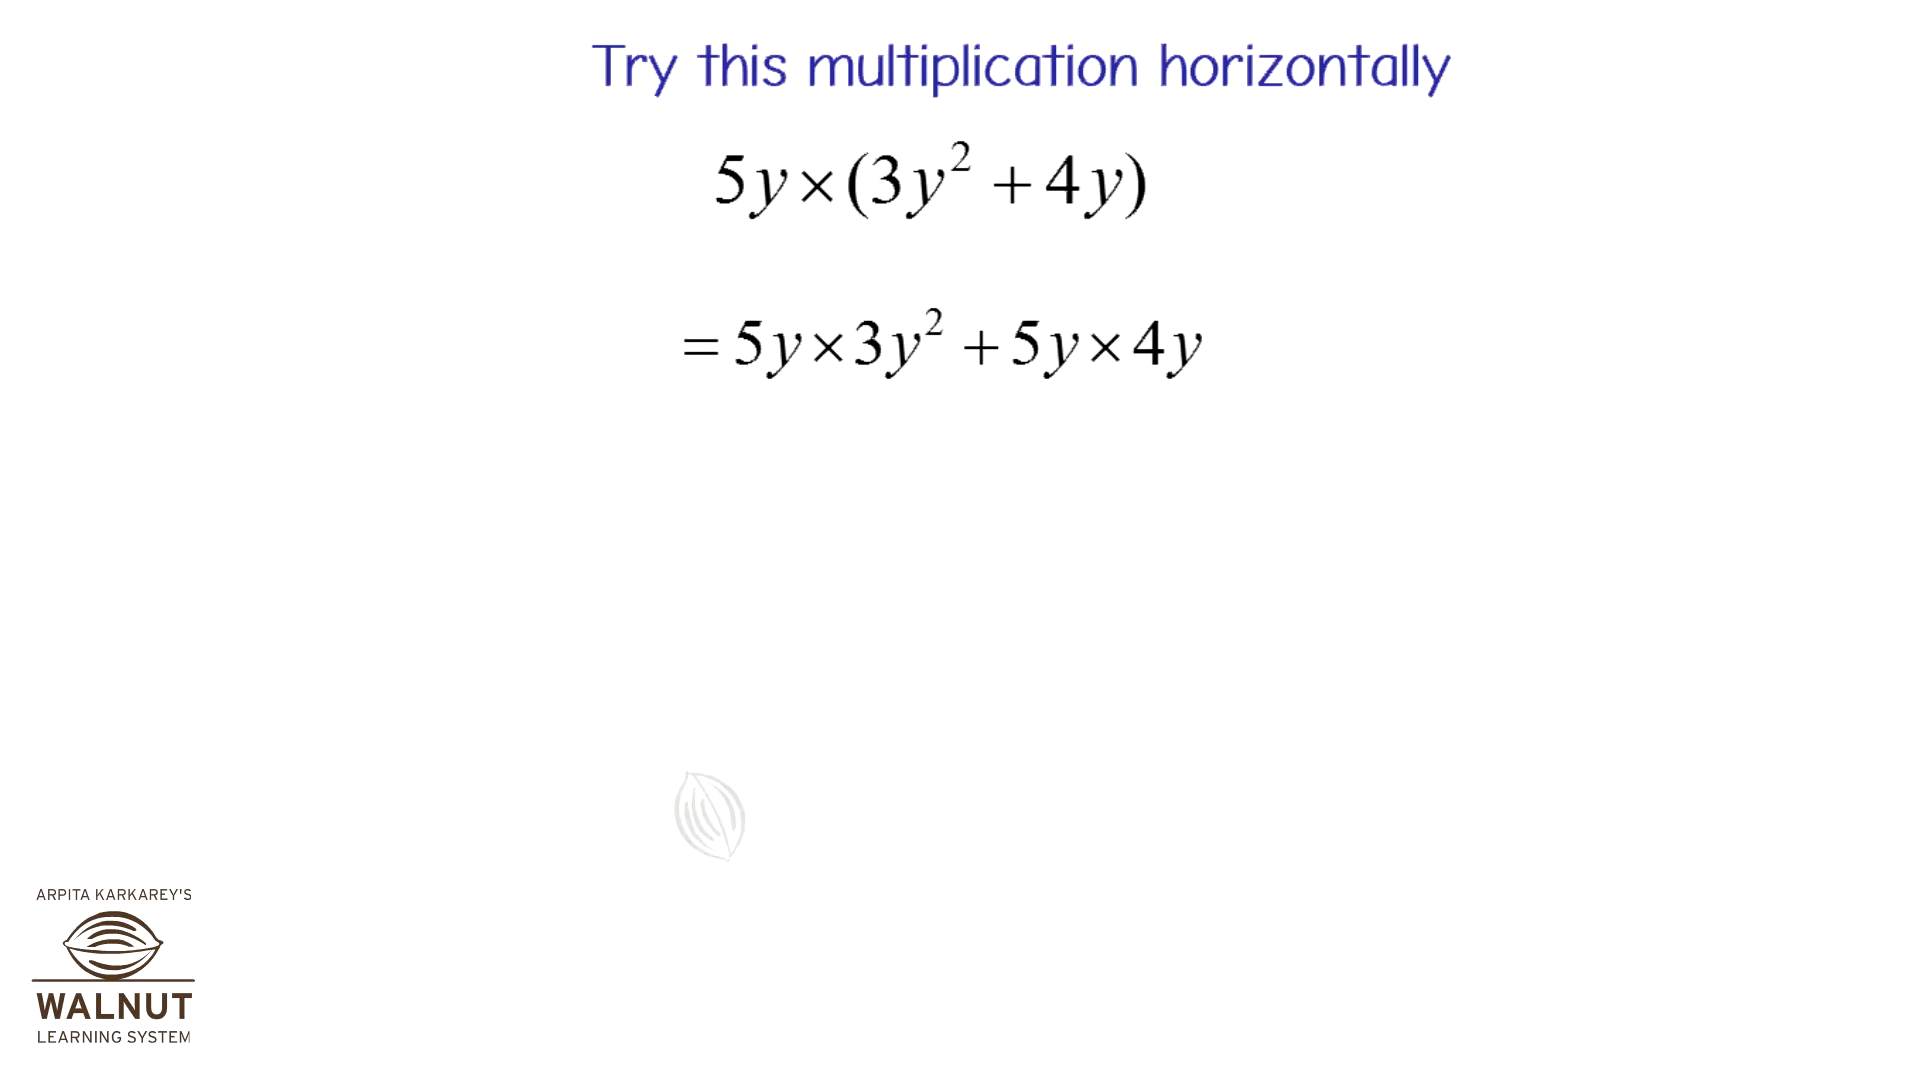 Try this multiplication horizontally
5y×(3y² +4y)
=5y×3y² +5y×4y
ARPITA KARKAREY'S
WALNUT
LEARNING SYSTEM